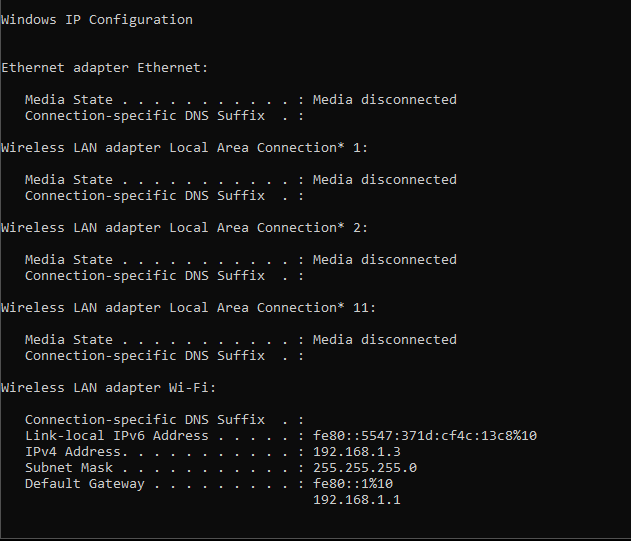 Windows IP Configuration
Ethernet adapter Ethernet:
Media State . . . . . . . . . . . : Media disconnected
Connection-specific DNS Suffix  . :
Wireless LAN adapter Local Area Connection* 1:
Media State . . . . . . . . . . . : Media disconnected
Connection-specific DNS Suffix  . :
Wireless LAN adapter Local Area Connection* 2:
Media State . . . . . . . . . . . : Media disconnected
Connection-specific DNS Suffix  . :
Wireless LAN adapter Local Area Connection* 11:
Media State . . . . . . . . . . . : Media disconnected
Connection-specific DNS Suffix  . :
Wireless LAN adapter Wi-Fi:
Connection-specific DNS Suffix  . :
Link-local IPv6 Address . . . . . : fe80::5547:371d:cf4c:13c8%10
IPv4 Address. . . . . . . . . . . : 192.168.1.3
Subnet Mask . . . . . . . . . . . : 255.255.255.0
Default Gateway . . . . . . . . . : fe80::1%10
192.168.1.1